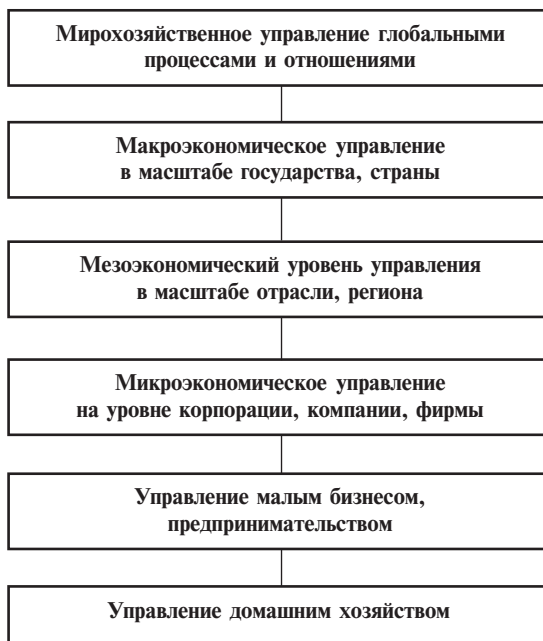 Мирохозяйственное управление глобальными
процессами и отношениями
Макроэкономическое управление
в масштабе государства, страны
Мезоэкономический уровень управления
в масштабе отрасли, региона
Микроэкономическое управление
на уровне корпорации, компании, фирмы
Управление малым бизнесом,
предпринимательством
Управление домашним хозяйством